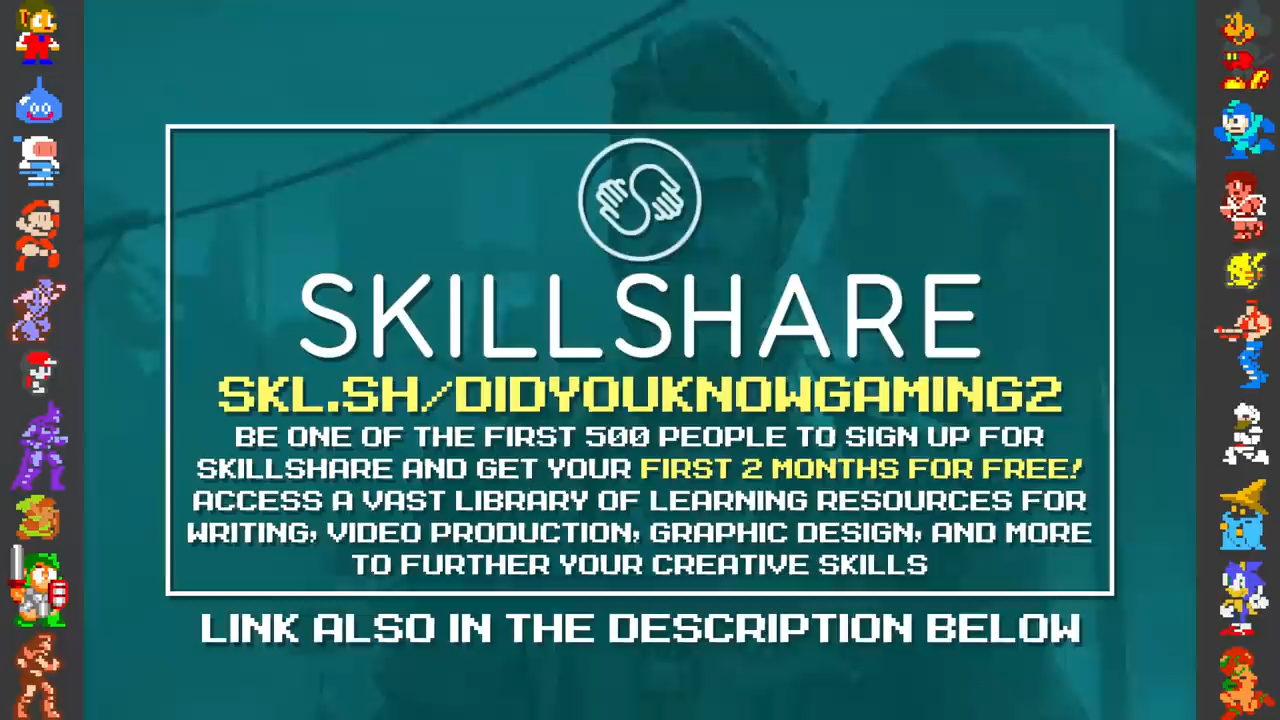 SKILLSHARE
SKL.SH/DIDYOUKNOWGAMING2
BE ONE OF THE FIRST 500 PEOPLE TO SIGN UP FOR
SKILLSHARE AND GET YOUR FIRST 2 MONTHS FOR FREE!
ACCESS A VAST LIBRARY OF LEARNING RESOURCES FOR
WRITING, VIDEO PRODUCTION, GRAPHIC DESIGN, AND MORE
TO FURTHER YOUR CREATIVE SKILLS
LINK ALSO IN THE DESCRIPTION BELOW